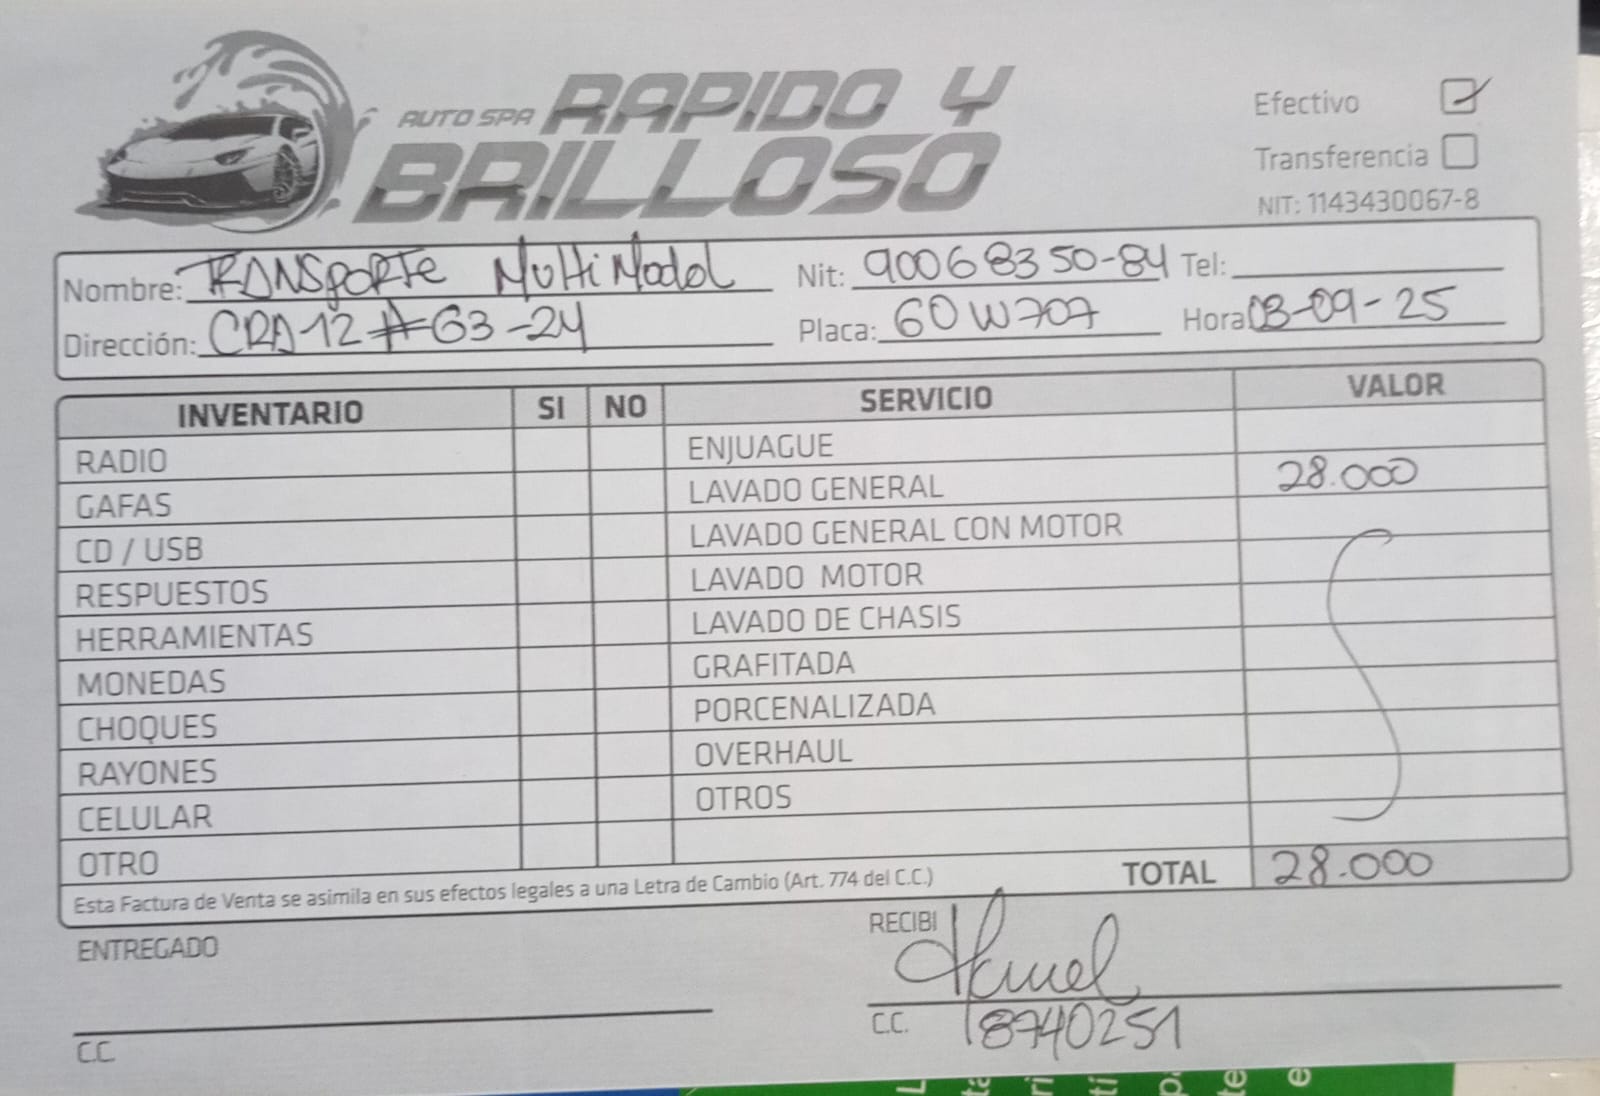 AUTO SPA RAPIDO Y
BRILLOSO
Efectivo
Transferencia
NIT: 1143430067-8
Nombre: TRANSPORTE MultiModal Nit: 90068350-84 Tel:
Dirección: CRA 12 # 63-24 Placa: GOW707 Hora 03-09-25
INVENTARIO SI NO SERVICIO VALOR
RADIO ENJUAGUE
GAFAS LAVADO GENERAL 28.000
CD / USB LAVADO GENERAL CON MOTOR
RESPUESTOS LAVADO MOTOR
HERRAMIENTAS LAVADO DE CHASIS
MONEDAS GRAFITADA
CHOQUES PORCENALIZADA
RAYONES OVERHAUL
CELULAR OTROS
OTRO
Esta Factura de Venta se asimila en sus efectos legales a una Letra de Cambio (Art. 774 del C.C.) TOTAL 28.000
ENTREGADO RECIBI
C.C. C.C. 18740251